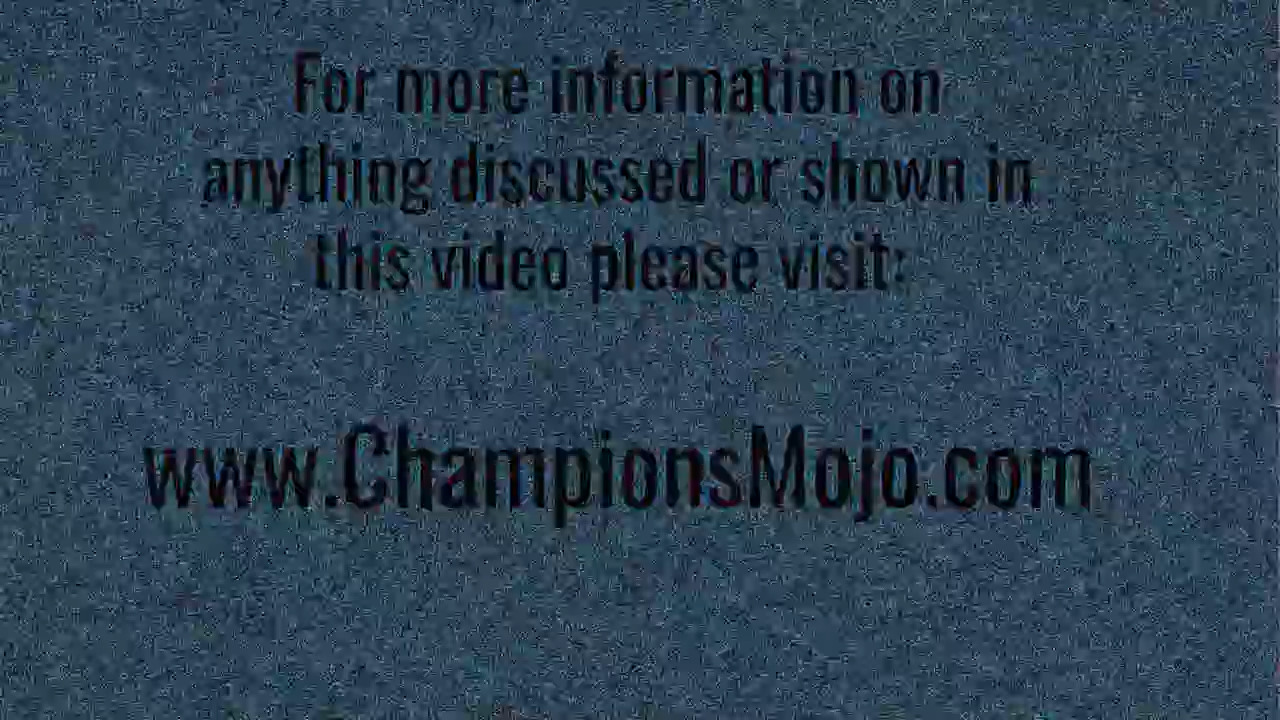 For more information on
anything discussed or shown in
this video please visit:
www.ChampionsMojo.com